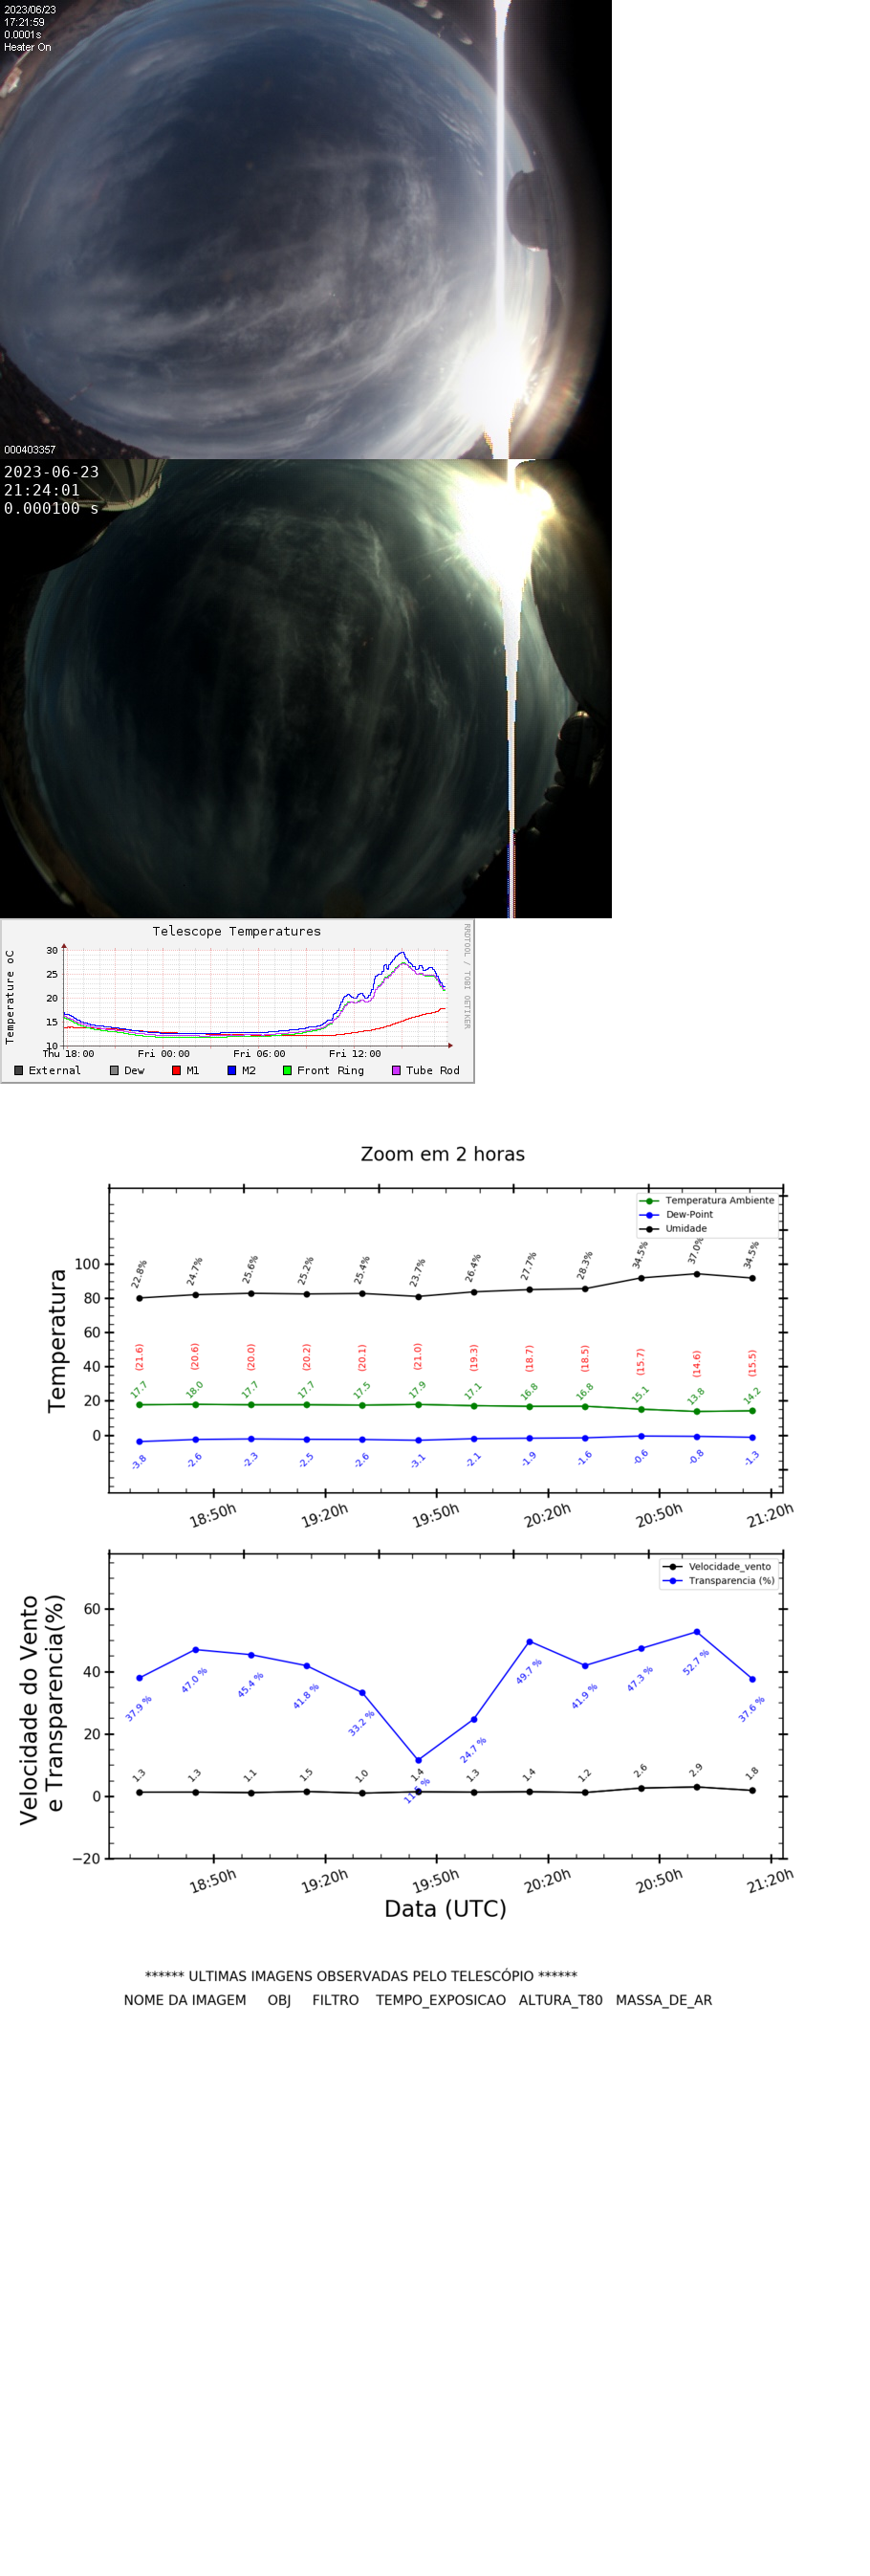 2023/06/23
17:21:59
0.0001s
Heater On
000403357
2023-06-23
21:24:01
0.000100 s
Telescope Temperatures
RRDTOOL / TOBI OETIKER
Temperature oC
30
25
20
15
10
Thu 18:00 Fri 00:00 Fri 06:00 Fri 12:00
External Dew M1 M2 Front Ring Tube Rod
Zoom em 2 horas
Temperatura Ambiente
Dew-Point
Umidade
Temperatura
100
80
60
40
20
0
22.8% 24.7% 25.6% 25.2% 25.4% 23.7% 26.4% 27.7% 28.3% 34.5% 37.0% 34.5%
(21.6) (20.6) (20.0) (20.2) (20.1) (21.0) (19.3) (18.7) (18.5) (15.7) (14.6) (15.5)
17.7 18.0 17.7 17.7 17.5 17.9 17.1 16.8 16.8 15.1 13.8 14.2
-3.8 -2.6 -2.3 -2.5 -2.6 -3.1 -2.1 -1.9 -1.6 -0.6 -0.8 -1.3
18:50h 19:20h 19:50h 20:20h 20:50h 21:20h
Velocidade_vento
Transparencia (%)
Velocidade do Vento
e Transparencia(%)
60
40
20
0
−20
37.9 % 47.0 % 45.4 % 41.8 % 33.2 % 24.7 % 49.7 % 41.9 % 47.3 % 52.7 % 37.6 %
1.3 1.3 1.1 1.5 1.0 1.4 1.3 1.4 1.2 2.6 2.9 1.8
18:50h 19:20h 19:50h 20:20h 20:50h 21:20h
Data (UTC)
****** ULTIMAS IMAGENS OBSERVADAS PELO TELESCÓPIO ******
NOME DA IMAGEM OBJ FILTRO TEMPO_EXPOSICAO ALTURA_T80 MASSA_DE_AR